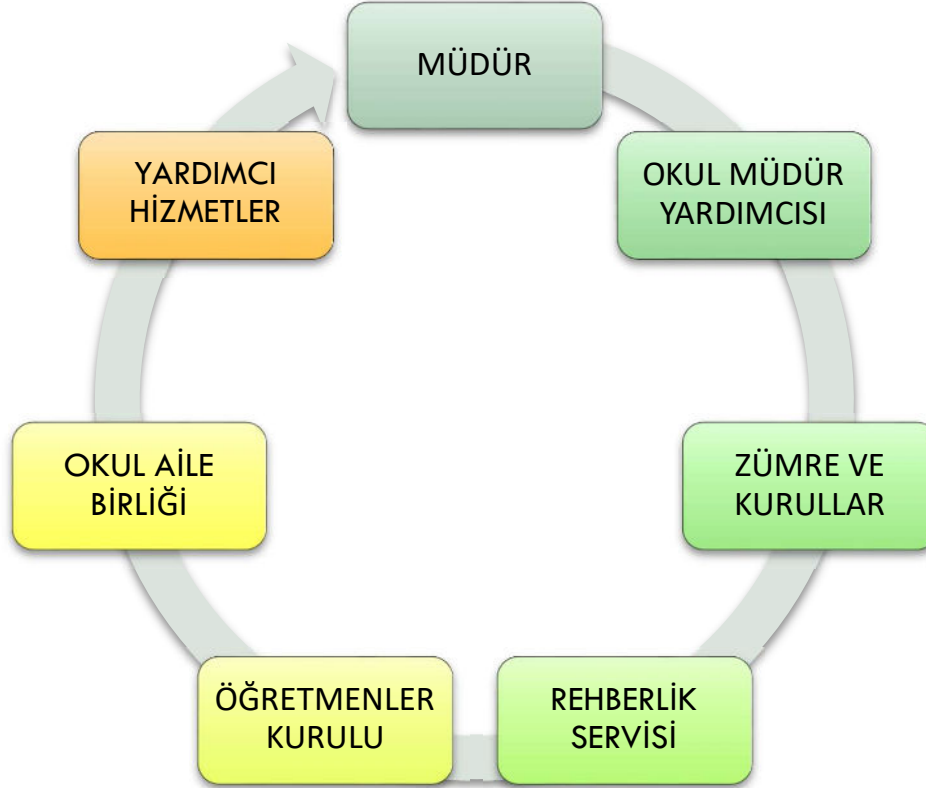 MÜDÜR
OKUL MÜDÜR
YARDIMCISI
ZÜMRE VE
KURULLAR
REHBERLİK
SERVİSİ
ÖĞRETMENLER
KURULU
OKUL AİLE
BİRLİĞİ
YARDIMCI
HİZMETLER